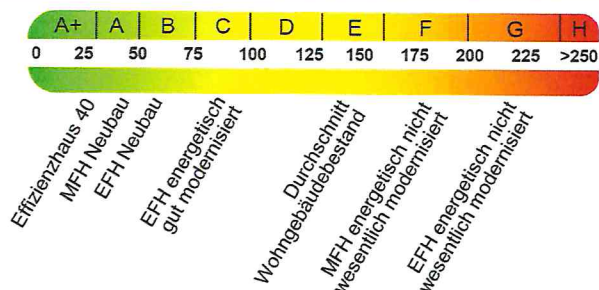 A+ A B C D E F G H
0 25 50 75 100 125 150 175 200 225 >250
Effizienzhaus 40
MFH Neubau
EFH Neubau
EFH energetisch
gut modernisiert
Durchschnitt
Wohngebäudebestand
MFH energetisch nicht
wesentlich modernisiert
EFH energetisch nicht
wesentlich modernisiert